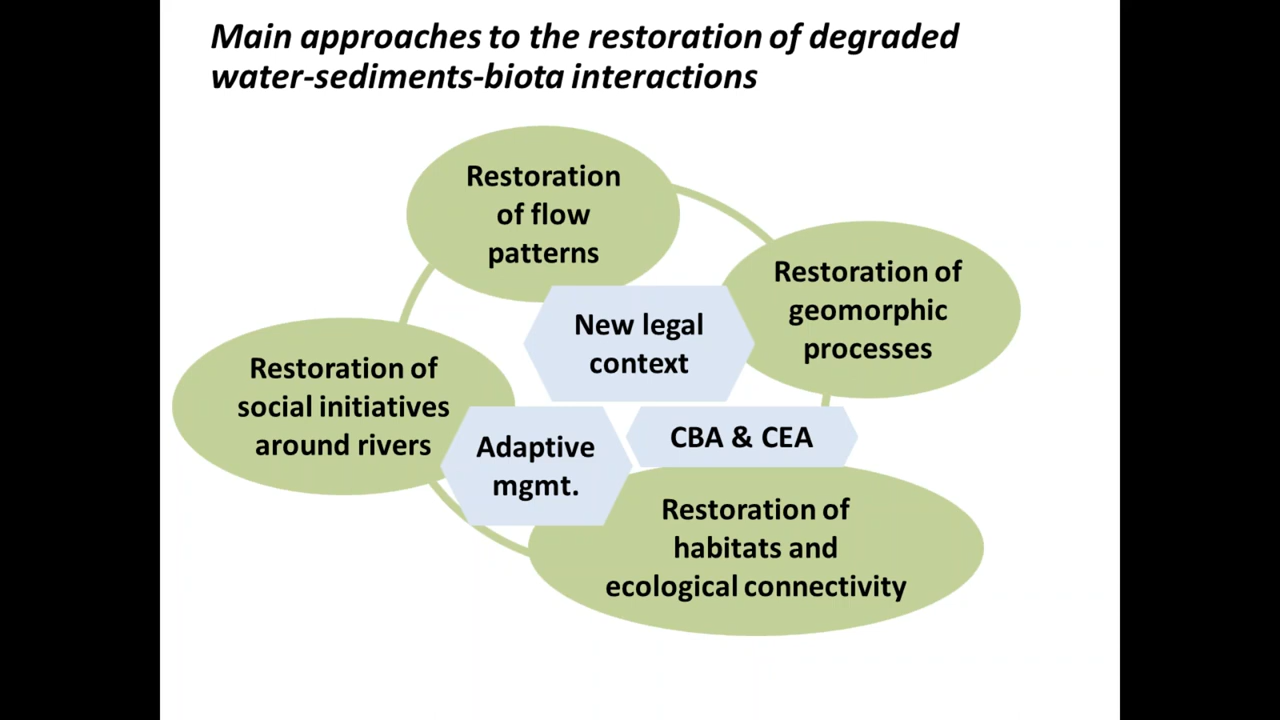 Main approaches to the restoration of degraded
water-sediments-biota interactions
Restoration
of flow
patterns
Restoration of
geomorphic
processes
New legal
context
Restoration of
social initiatives
around rivers
Adaptive
mgmt.
CBA & CEA
Restoration of
habitats and
ecological connectivity